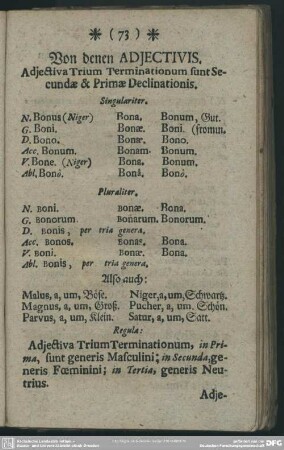 * (73) *
Von denen ADJECTIVIS.
Adjectiva Trium Terminationum sunt Se-
cundæ & Primæ Declinationis.
Singulariter.
N. Bonus (Niger) Bona, Bonum, Gut.
G. Boni. Bonæ. Boni. (fromm.
D. Bono. Bonæ. Bono.
Acc. Bonum. Bonam. Bonum.
V. Bone. (Niger) Bona. Bonum.
Abl. Bonò. Bonâ. Bonò.
Pluraliter.
N. Boni. Bonæ. Bona.
G. Bonorum. Bonarum. Bonorum.
D. Bonis, per tria genera,
Acc. Bonos. Bonas. Bona.
V. Boni. Bonæ. Bona.
Abl. Bonis, per tria genera,
Also auch:
Malus, a, um, Böse. Niger, a, um, Schwartz.
Magnus, a, um, Groß. Pucher, a, um, Schön.
Parvus, a, um, Klein. Satur, a, um, Satt.
Regula:
Adjectiva Trium Terminationum, in Pri-
ma, sunt generis Masculini; in Secunda, ge-
neris Fœminini; in Tertia, generis Neu-
trius.
Adje-
DFG